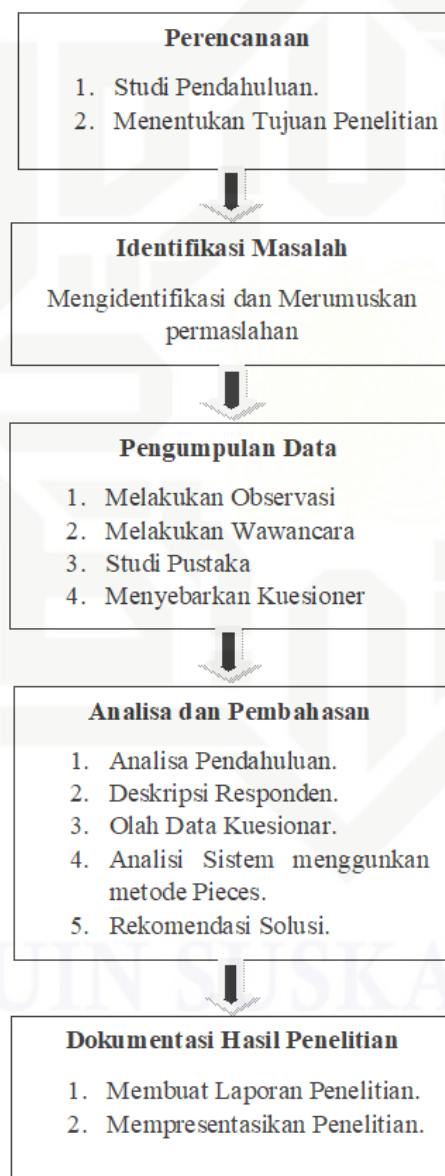 Perencanaan
1. Studi Pendahuluan.
2. Menentukan Tujuan Penelitian
Identifikasi Masalah
Mengidentifikasi dan Merumuskan
permaslahan
Pengumpulan Data
1. Melakukan Observasi
2. Melakukan Wawancara
3. Studi Pustaka
4. Menyebarkan Kuesioner
Analisa dan Pembahasan
1. Analisa Pendahuluan.
2. Deskripsi Responden.
3. Olah Data Kuesionar.
4. Analisi Sistem menggunkan
metode Pieces.
5. Rekomendasi Solusi.
UIN SUSKA
Dokumentasi Hasil Penelitian
1. Membuat Laporan Penelitian.
2. Mempresentasikan Penelitian.